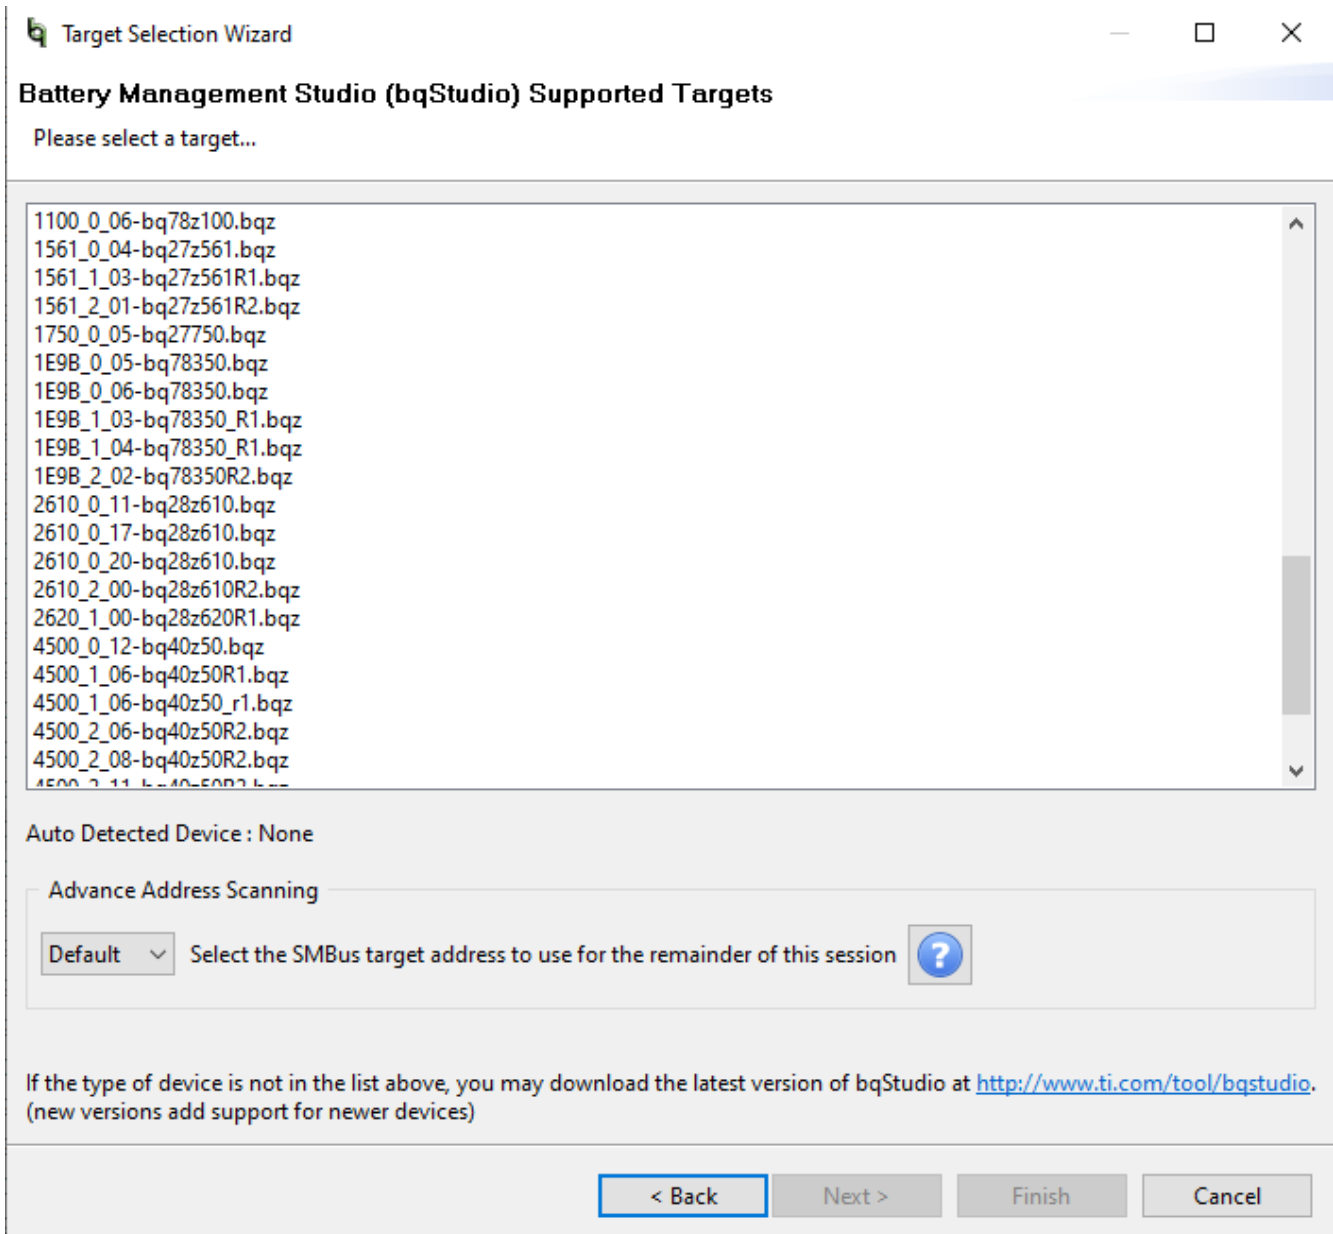 Target Selection Wizard
Battery Management Studio (bqStudio) Supported Targets
Please select a target...
1100_0_06-bq78z100.bqz
1561_0_04-bq27z561.bqz
1561_1_03-bq27z561R1.bqz
1561_2_01-bq27z561R2.bqz
1750_0_05-bq27750.bqz
1E9B_0_05-bq78350.bqz
1E9B_0_06-bq78350.bqz
1E9B_1_03-bq78350_R1.bqz
1E9B_1_04-bq78350_R1.bqz
1E9B_2_02-bq78350R2.bqz
2610_0_11-bq28z610.bqz
2610_0_17-bq28z610.bqz
2610_0_20-bq28z610.bqz
2610_2_00-bq28z610R2.bqz
2620_1_00-bq28z620R1.bqz
4500_0_12-bq40z50.bqz
4500_1_06-bq40z50R1.bqz
4500_1_06-bq40z50_r1.bqz
4500_2_06-bq40z50R2.bqz
4500_2_08-bq40z50R2.bqz
Auto Detected Device : None
Advance Address Scanning
Default Select the SMBus target address to use for the remainder of this session ?
If the type of device is not in the list above, you may download the latest version of bqStudio at http://www.ti.com/tool/bqstudio.
(new versions add support for newer devices)
< Back Next > Finish Cancel